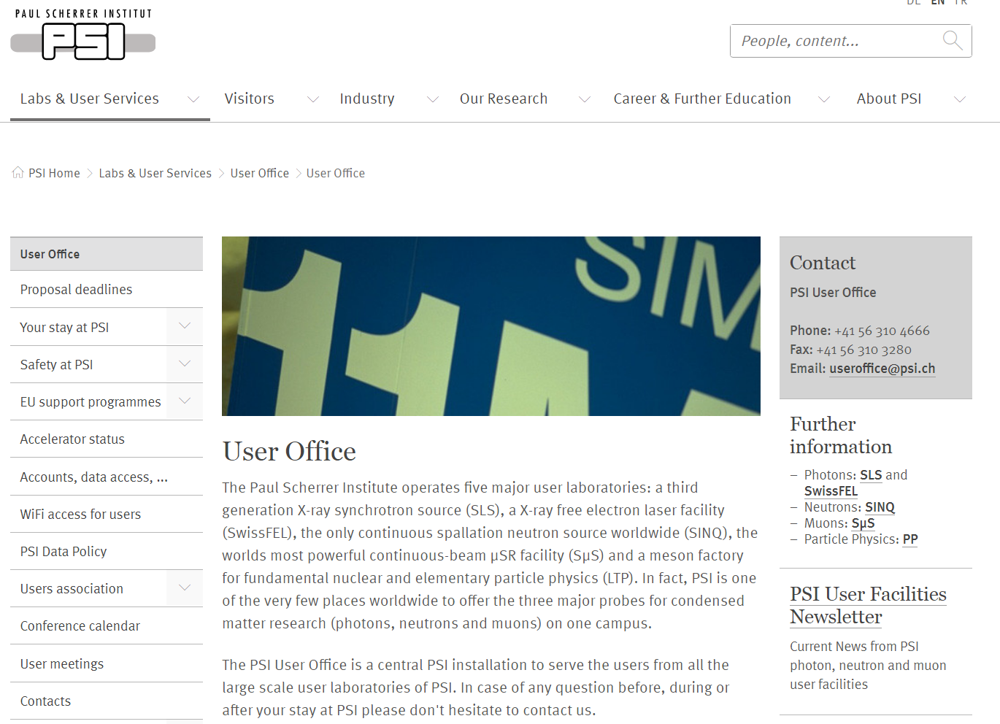 DE EN FR
PAUL SCHERRER INSTITUT
PSI
People, content...
Labs & User Services
Visitors
Industry
Our Research
Career & Further Education
About PSI
PSI Home
Labs & User Services
User Office
User Office
User Office
Proposal deadlines
Your stay at PSI
Safety at PSI
EU support programmes
Accelerator status
Accounts, data access, ...
WiFi access for users
PSI Data Policy
Users association
Conference calendar
User meetings
Contacts
User Office
The Paul Scherrer Institute operates five major user laboratories: a third
generation X-ray synchrotron source (SLS), a X-ray free electron laser facility
(SwissFEL), the only continuous spallation neutron source worldwide (SINQ), the
worlds most powerful continuous-beam µSR facility (SµS) and a meson factory
for fundamental nuclear and elementary particle physics (LTP). In fact, PSI is one
of the very few places worldwide to offer the three major probes for condensed
matter research (photons, neutrons and muons) on one campus.
The PSI User Office is a central PSI installation to serve the users from all the
large scale user laboratories of PSI. In case of any question before, during or
after your stay at PSI please don't hesitate to contact us.
Contact
PSI User Office
Phone: +41 56 310 4666
Fax: +41 56 310 3280
Email: useroffice@psi.ch
Further
information
– Photons: SLS and
SwissFEL
– Neutrons: SINQ
– Muons: SµS
– Particle Physics: PP
PSI User Facilities
Newsletter
Current News from PSI
photon, neutron and muon
user facilities